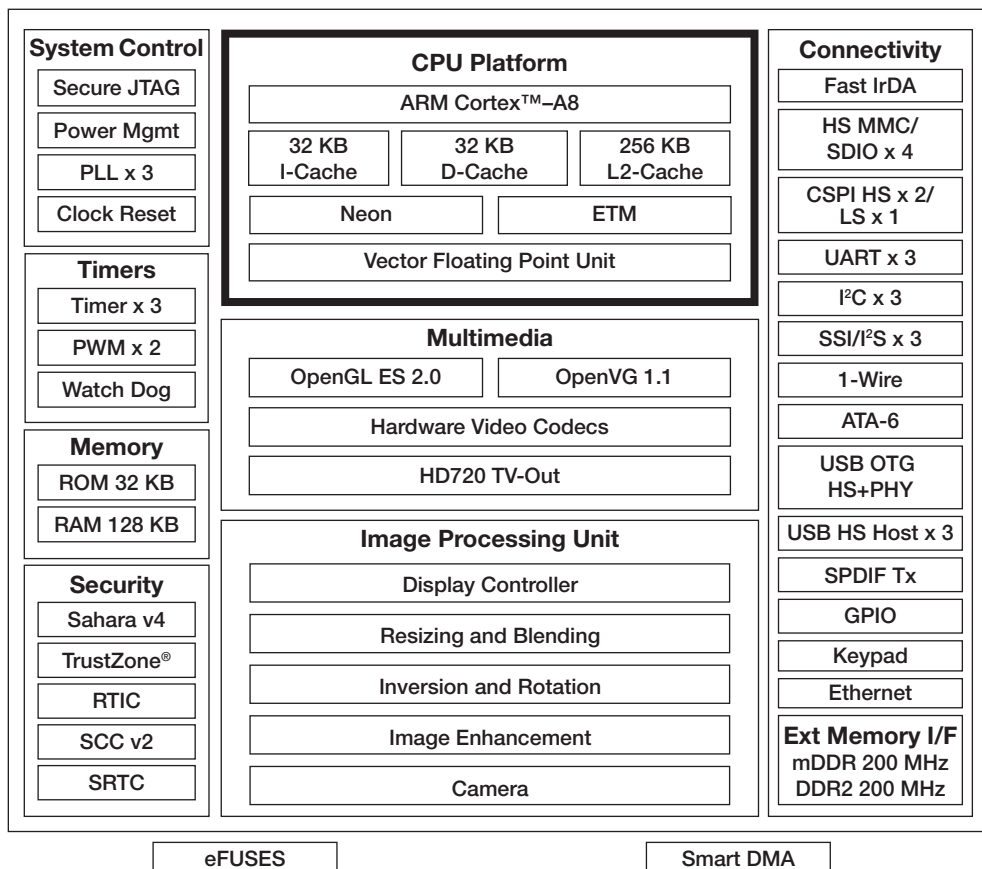 System Control
Secure JTAG
Power Mgmt
PLL x 3
Clock Reset
Timers
Timer x 3
PWM x 2
Watch Dog
Memory
ROM 32 KB
RAM 128 KB
Security
Sahara v4
TrustZone®
RTIC
SCC v2
SRTC
CPU Platform
ARM Cortex™–A8
32 KB
I-Cache
32 KB
D-Cache
256 KB
L2-Cache
Neon
ETM
Vector Floating Point Unit
Multimedia
OpenGL ES 2.0
OpenVG 1.1
Hardware Video Codecs
HD720 TV-Out
Image Processing Unit
Display Controller
Resizing and Blending
Inversion and Rotation
Image Enhancement
Camera
Connectivity
Fast IrDA
HS MMC/
SDIO x 4
CSPI HS x 2/
LS x 1
UART x 3
I²C x 3
SSI/I²S x 3
1-Wire
ATA-6
USB OTG
HS+PHY
USB HS Host x 3
SPDIF Tx
GPIO
Keypad
Ethernet
Ext Memory I/F
mDDR 200 MHz
DDR2 200 MHz
eFUSES
Smart DMA